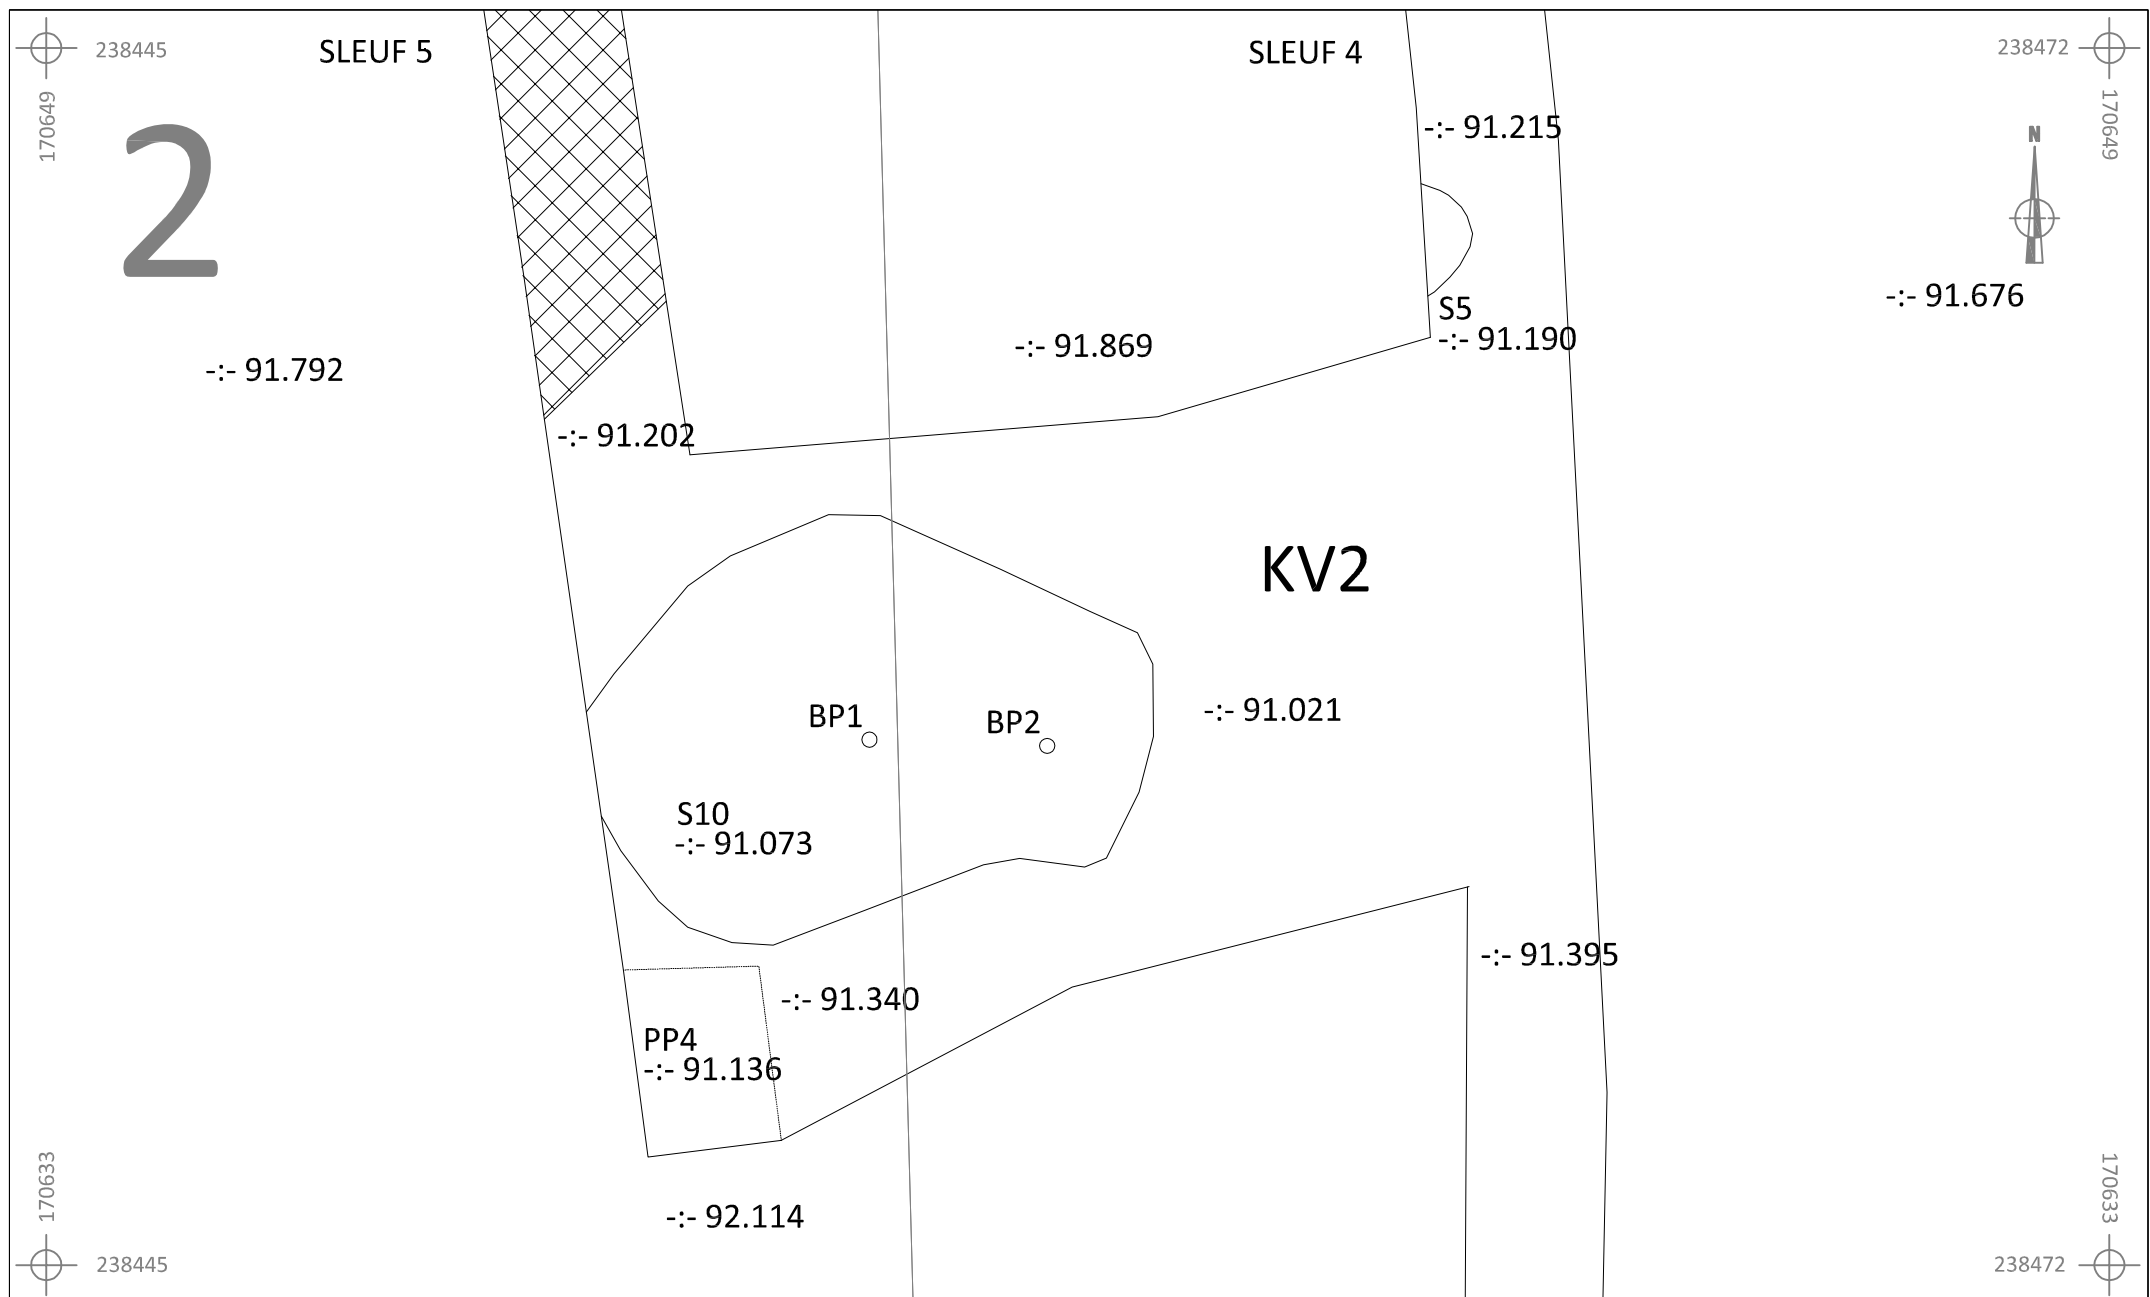 238445
SLEUF 5
SLEUF 4
238472
170649
170649
2
N
-:- 91.215
-:- 91.676
S5
-:- 91.190
-:- 91.869
-:- 91.792
-:- 91.202
KV2
BP1
BP2
-:- 91.021
S10
-:- 91.073
-:- 91.395
-:- 91.340
PP4
-:- 91.136
170633
170633
-:- 92.114
238445
238472